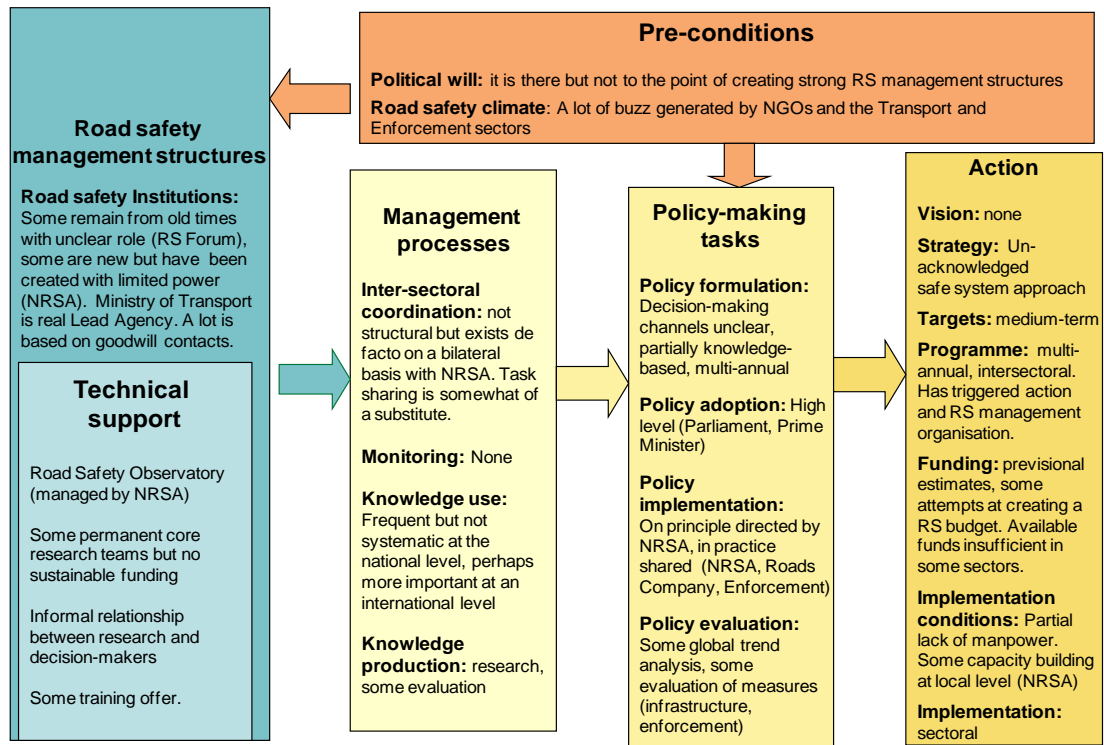 Pre-conditions
Political will: it is there but not to the point of creating strong RS management structures
Road safety climate: A lot of buzz generated by NGOs and the Transport and
Enforcement sectors
Road safety
management structures
Road safety Institutions:
Some remain from old times
with unclear role (RS Forum),
some are new but have been
created with limited power
(NRSA). Ministry of Transport
is real Lead Agency. A lot is
based on goodwill contacts.
Technical
support
Road Safety Observatory
(managed by NRSA)
Some permanent core
research teams but no
sustainable funding
Informal relationship
between research and
decision-makers
Some training offer.
Management
processes
Inter-sectoral
coordination: not
structural but exists de
facto on a bilateral
basis with NRSA. Task
sharing is somewhat of
a substitute.
Monitoring: None
Knowledge use:
Frequent but not
systematic at the
national level, perhaps
more important at an
international level
Knowledge
production: research,
some evaluation
Policy-making
tasks
Policy formulation:
Decision-making
channels unclear,
partially knowledge-
based, multi-annual
Policy adoption: High
level (Parliament, Prime
Minister)
Policy
implementation:
On principle directed by
NRSA, in practice
shared (NRSA, Roads
Company, Enforcement)
Policy evaluation:
Some global trend
analysis, some
evaluation of measures
(infrastructure,
enforcement)
Action
Vision: none
Strategy: Un-
acknowledged
safe system approach
Targets: medium-term
Programme: multi-
annual, intersectoral.
Has triggered action
and RS management
organisation.
Funding: previsional
estimates, some
attempts at creating a
RS budget. Available
funds insufficient in
some sectors.
Implementation
conditions: Partial
lack of manpower.
Some capacity building
at local level (NRSA)
Implementation:
sectoral